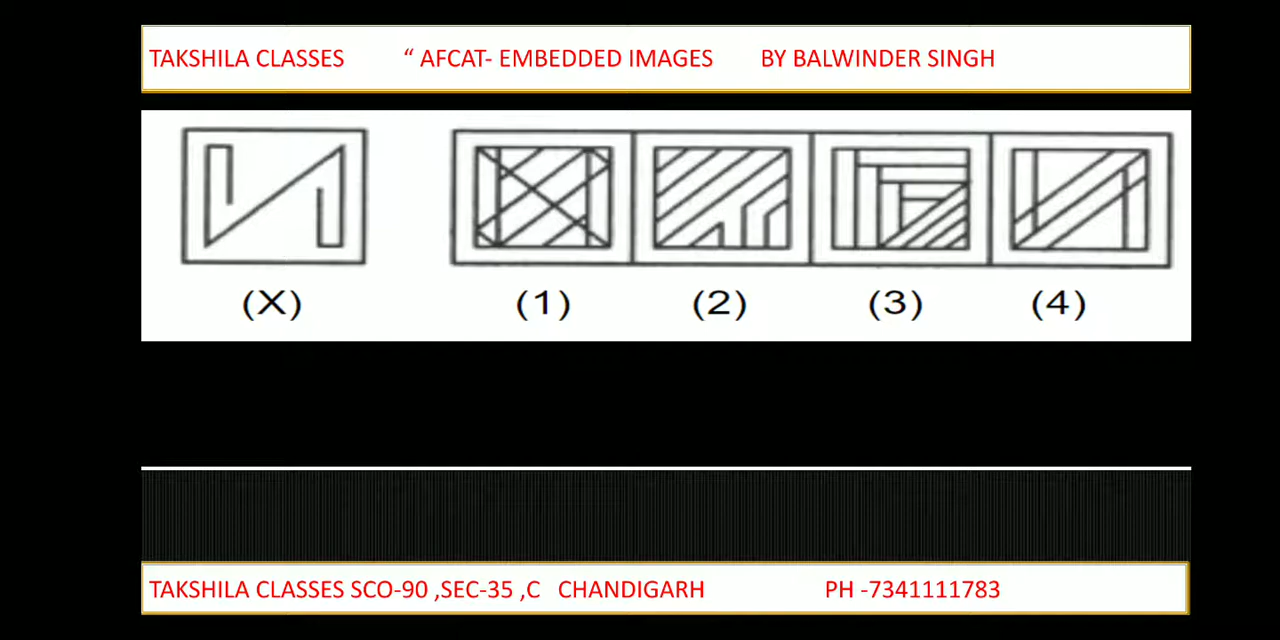 TAKSHILA CLASSES “ AFCAT- EMBEDDED IMAGES BY BALWINDER SINGH
(X) (1) (2) (3) (4)
TAKSHILA CLASSES SCO-90 ,SEC-35 ,C CHANDIGARH PH -7341111783